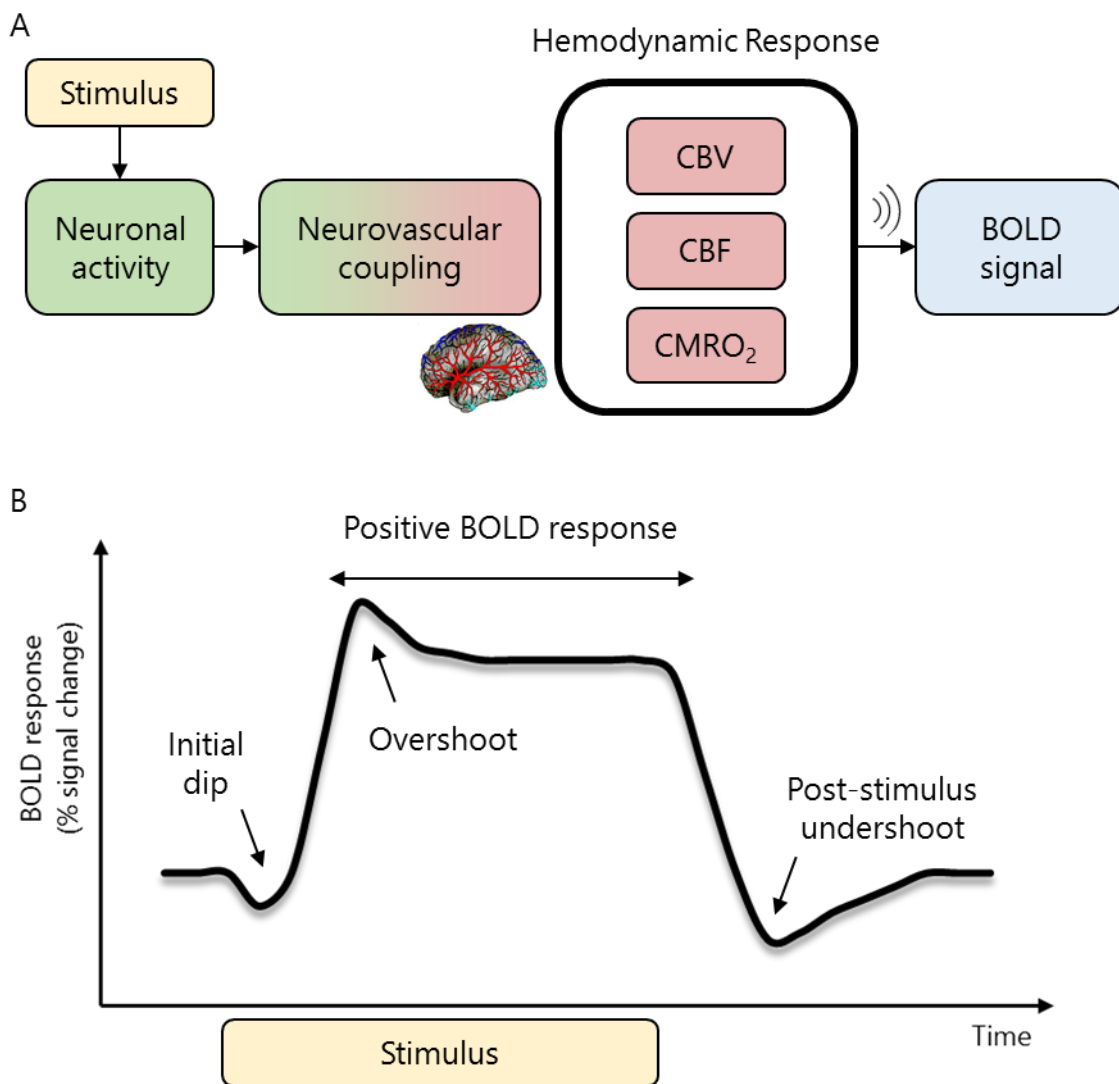 A
Hemodynamic Response
Stimulus
Neuronal
activity
Neurovascular
coupling
CBV
CBF
CMRO₂
BOLD
signal
B
Positive BOLD response
BOLD response
(% signal change)
Initial
dip
Overshoot
Post-stimulus
undershoot
Stimulus
Time